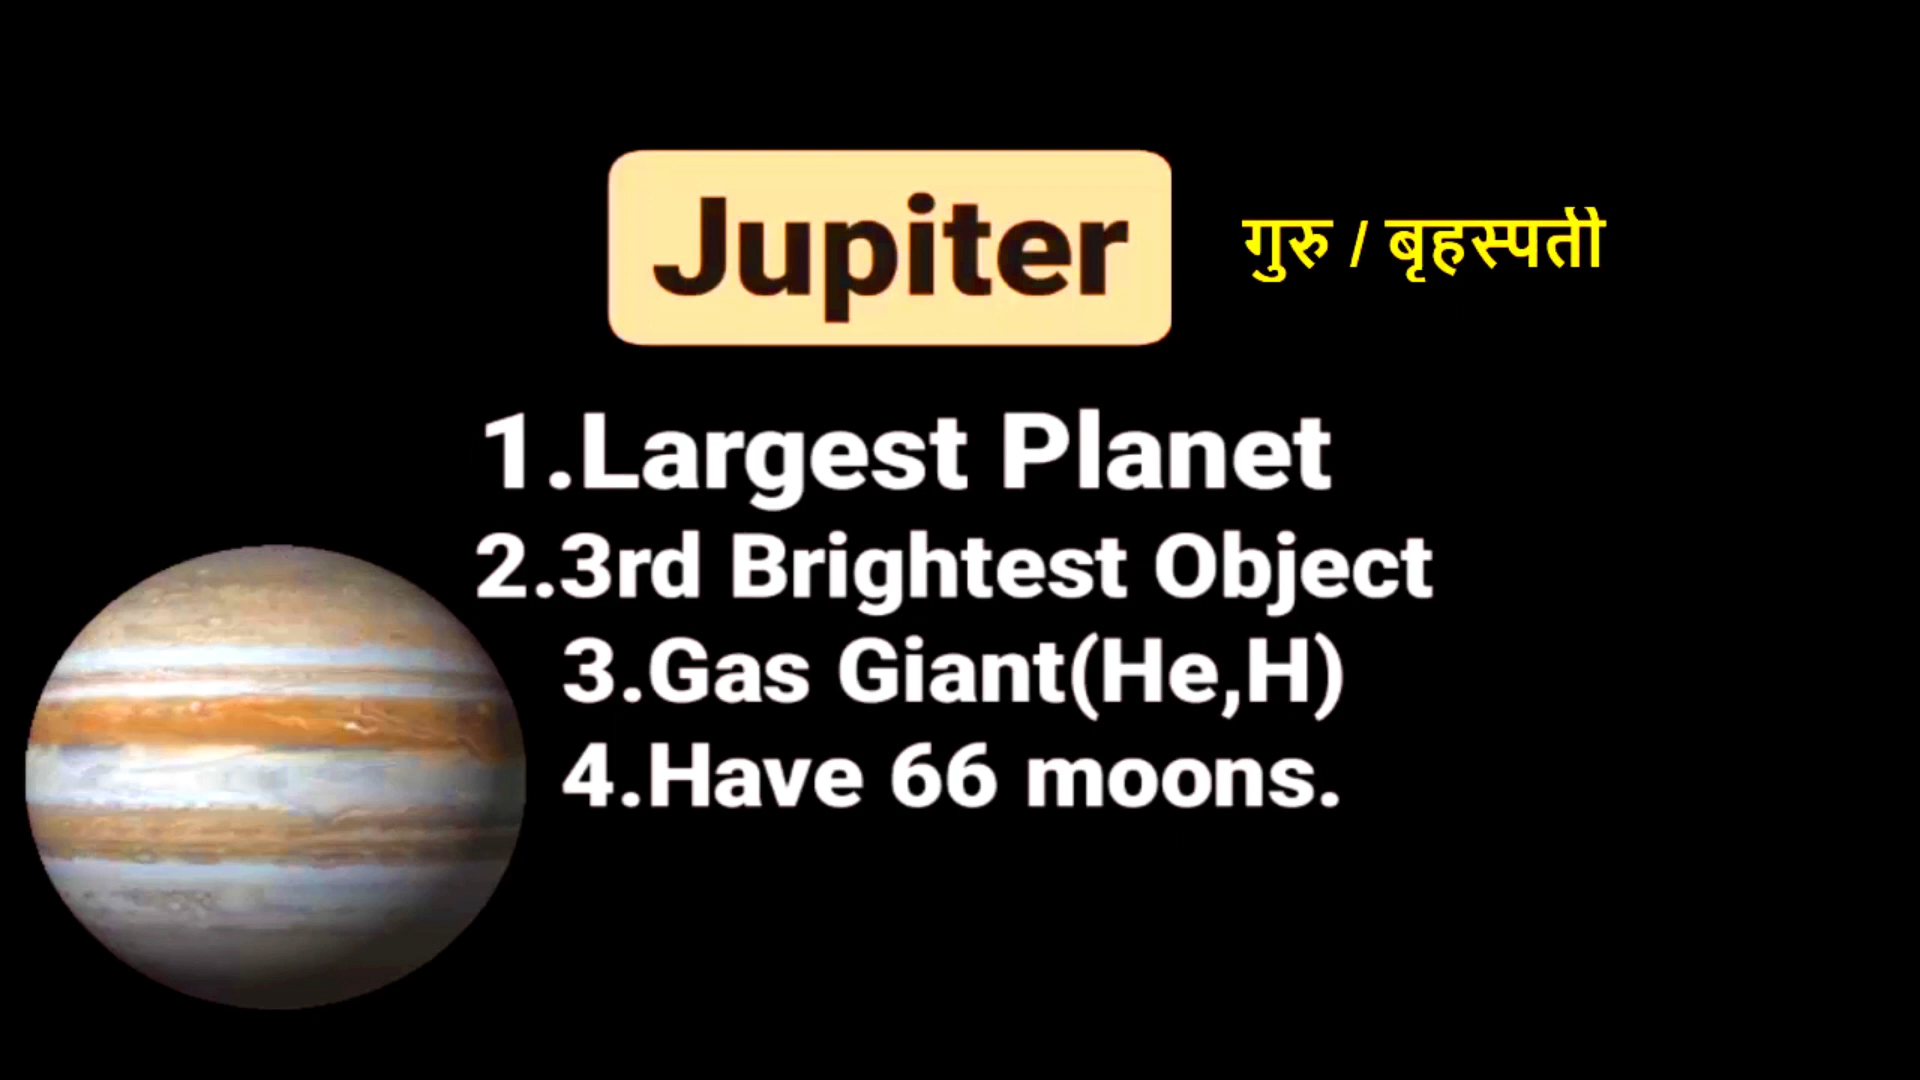 Jupiter गुरु / बृहस्पती
1.Largest Planet
2.3rd Brightest Object
3.Gas Giant(He,H)
4.Have 66 moons.